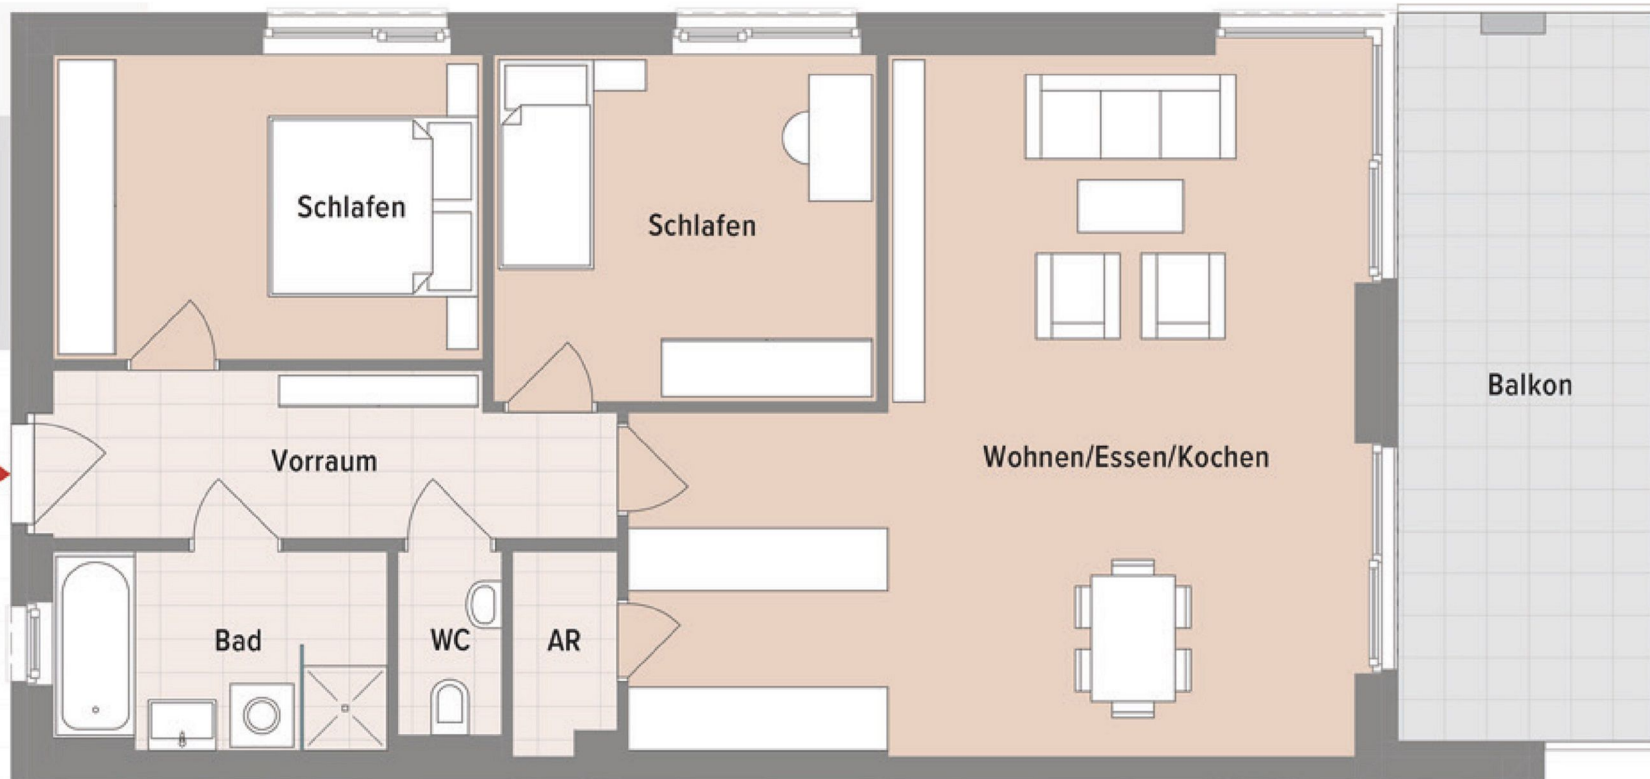 Schlafen
Schlafen
Balkon
Vorraum
Wohnen/Essen/Kochen
Bad
WC
AR